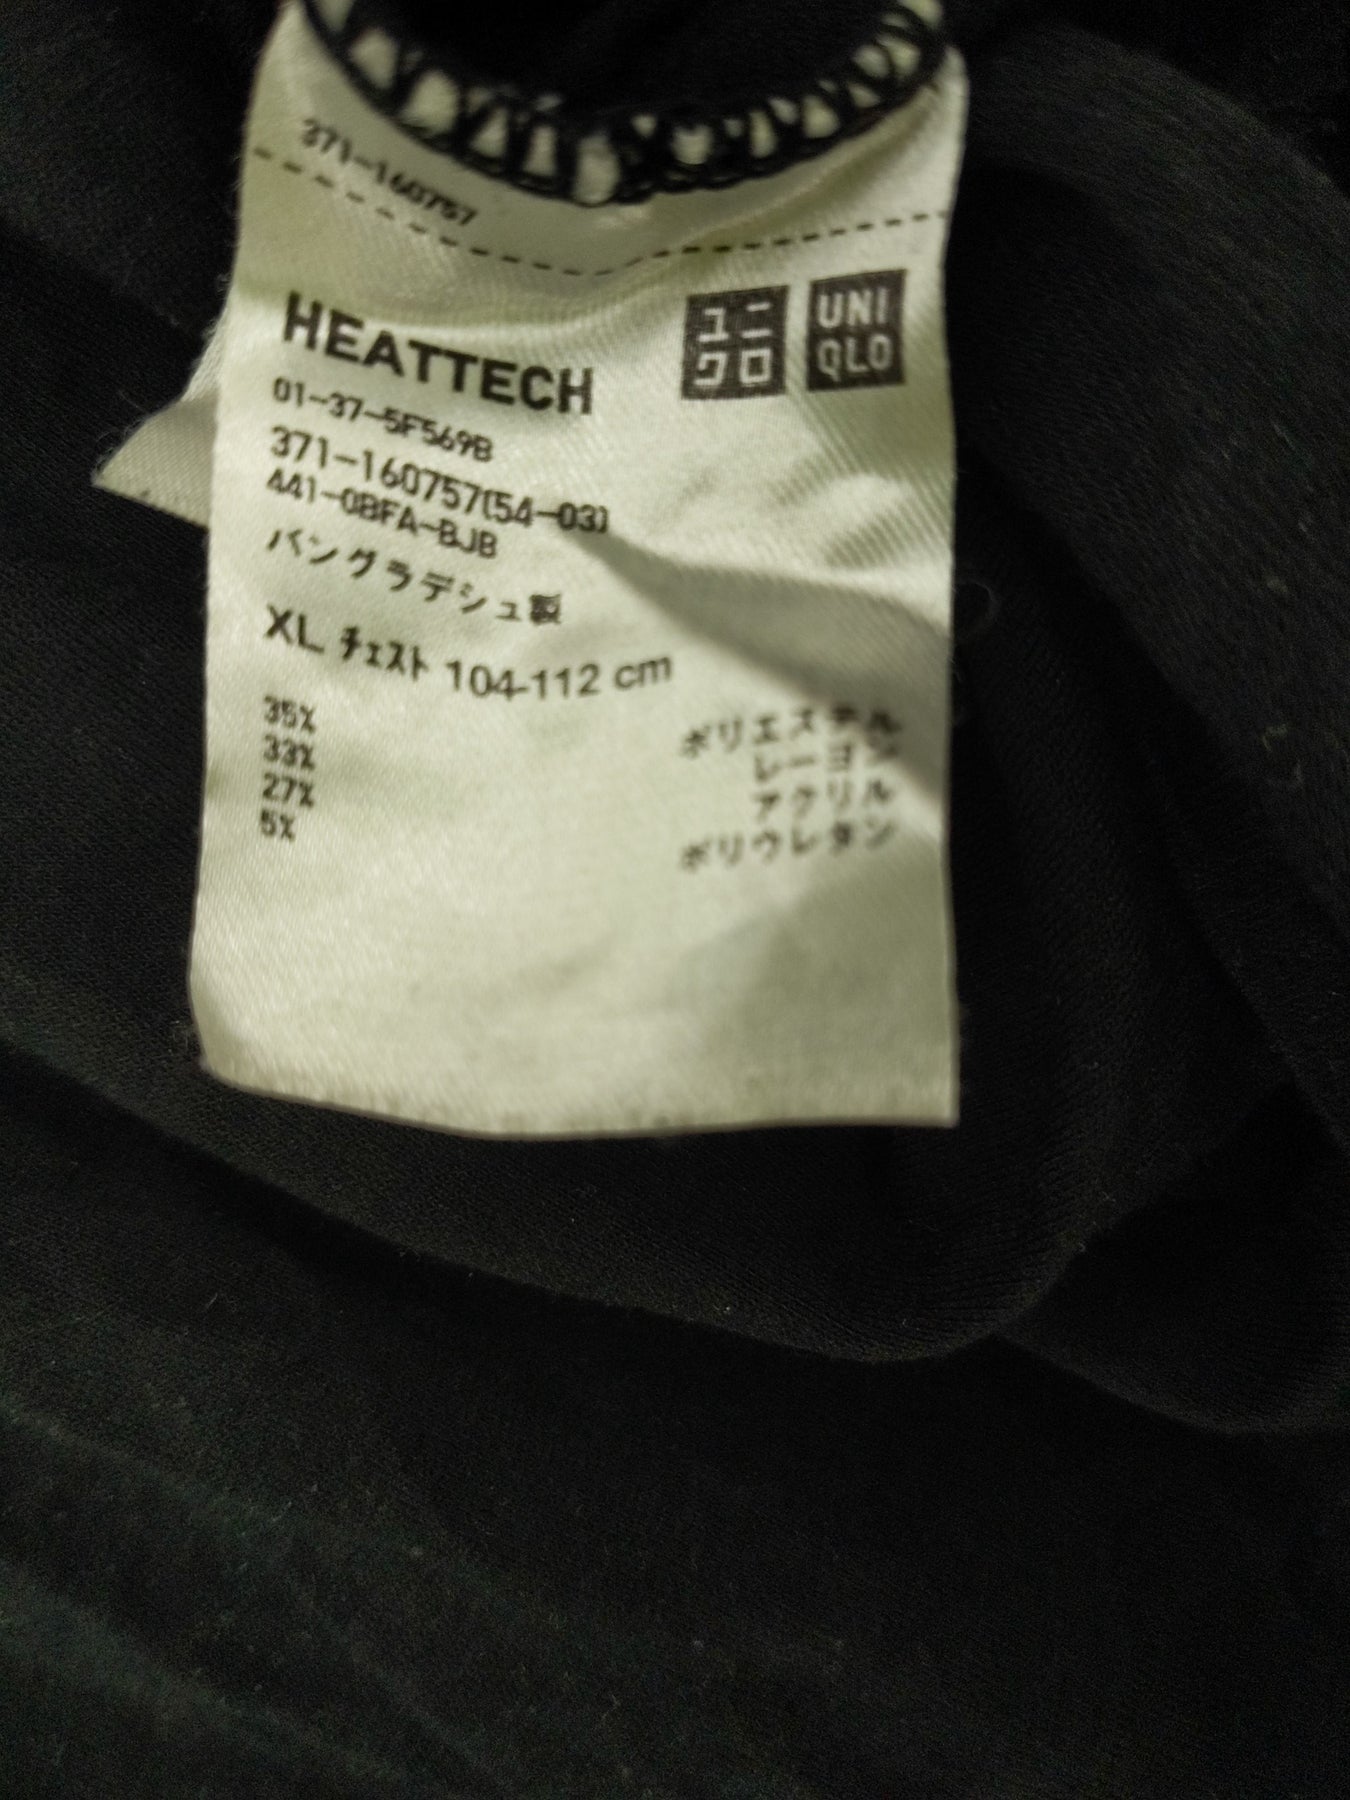 371-160757
HEATTECH
ユニ
クロ
UNI
QLO
01-37-5F569B
371-160757(54-03)
441-0BFA-BJB
バングラデシュ製
XL チェスト 104-112 cm
35% ポリエステル
33% レーヨン
27% アクリル
5% ポリウレタン